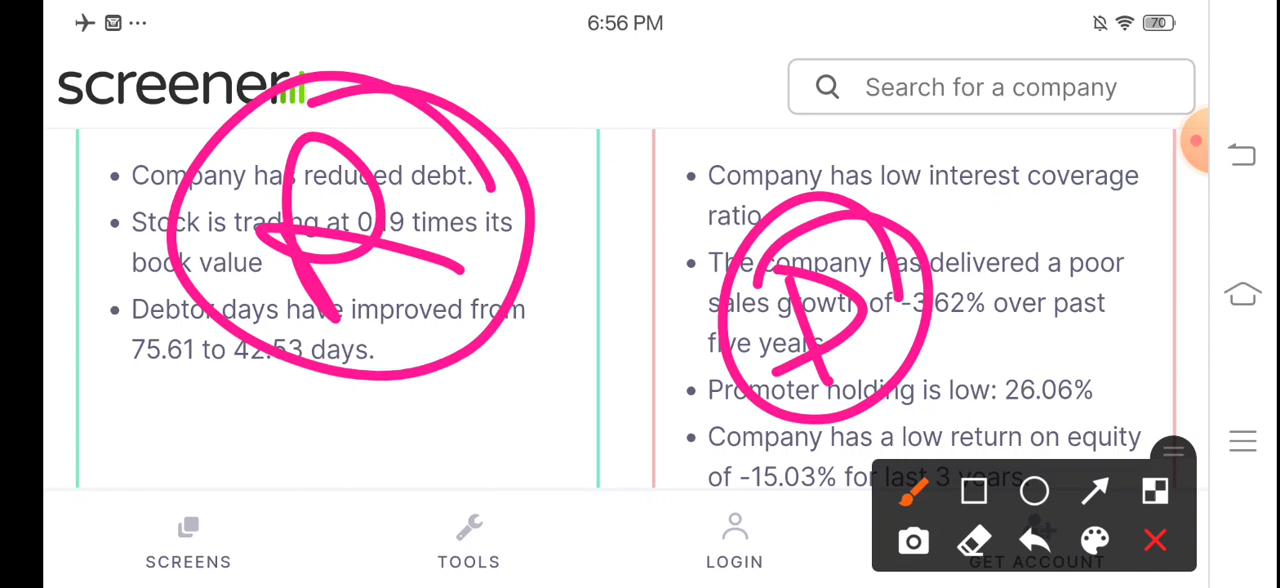 6:56 PM
70
screener
Search for a company
Company has reduced debt.
Stock is trading at 0.19 times its
book value
Debtor days have improved from
75.61 to 42.53 days.
Company has low interest coverage
ratio.
The company has delivered a poor
sales growth of -3.62% over past
five years.
Promoter holding is low: 26.06%
Company has a low return on equity
of -15.03% for last 3 years.
SCREENS
TOOLS
LOGIN
GET ACCOUNT